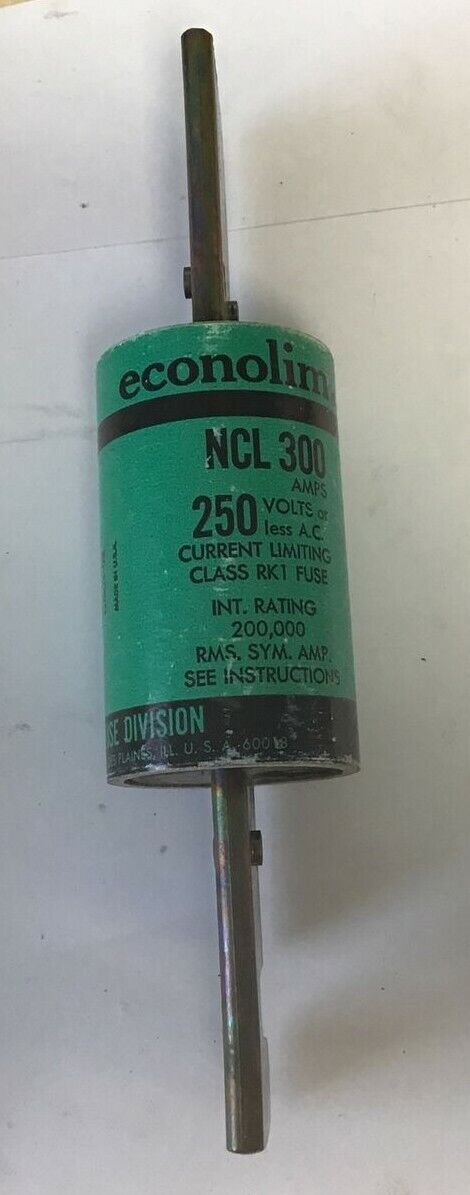 econolim
NCL 300
AMPS
250 VOLTS or
less A.C.
CURRENT LIMITING
CLASS RK1 FUSE
INT. RATING
200,000
RMS. SYM. AMP.
SEE INSTRUCTIONS
MADE IN U.S.A.
SE DIVISION
PLAINES, ILL U. S. A. 60018